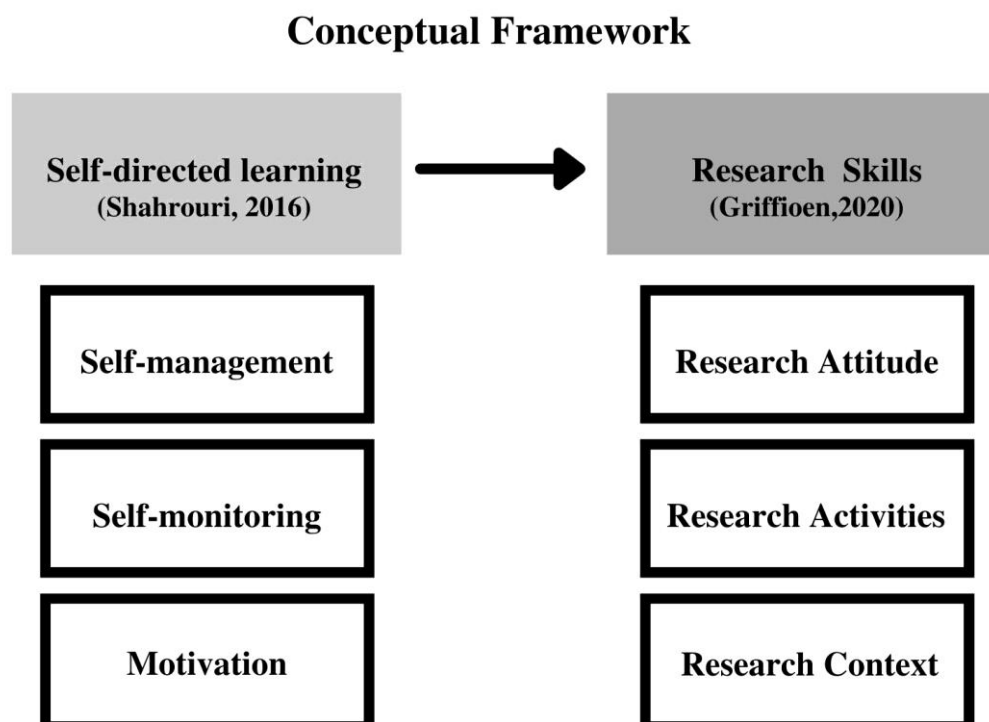 Conceptual Framework
Self-directed learning
(Shahrouri, 2016)
Self-management
Self-monitoring
Motivation
Research Skills
(Griffioen,2020)
Research Attitude
Research Activities
Research Context